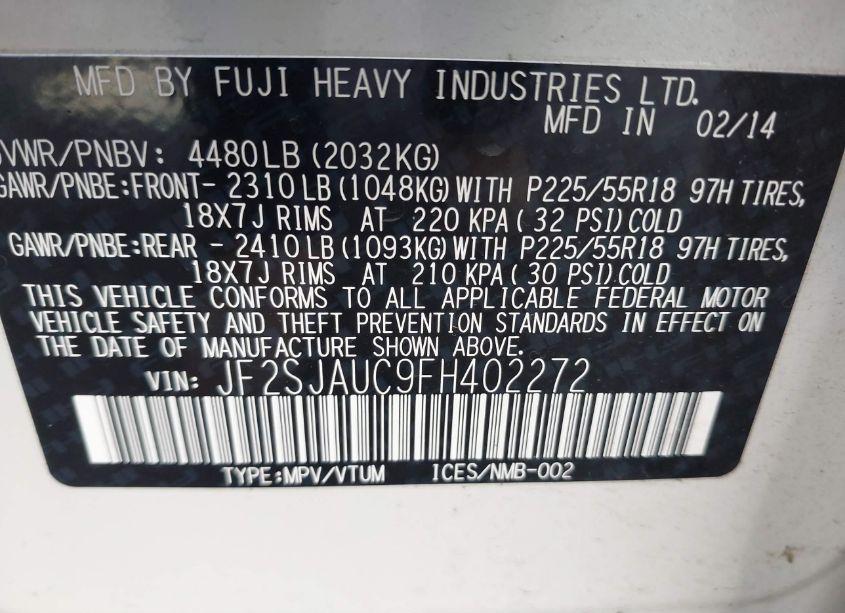 MFD BY FUJI HEAVY INDUSTRIES LTD.
MFD IN 02/14
GVWR/PNBV: 4480LB (2032KG)
GAWR/PNBE:FRONT- 2310 LB (1048KG) WITH P225/55R18 97H TIRES,
18X7J RIMS AT 220 KPA ( 32 PSI) COLD
GAWR/PNBE:REAR - 2410 LB (1093KG) WITH P225/55R18 97H TIRES,
18X7J RIMS AT 210 KPA ( 30 PSI) COLD
THIS VEHICLE CONFORMS TO ALL APPLICABLE FEDERAL MOTOR
VEHICLE SAFETY AND THEFT PREVENTION STANDARDS IN EFFECT ON
THE DATE OF MANUFACTURE SHOWN ABOVE.
VIN: JF2SJAUC9FH402272
TYPE:MPV/VTUM ICES/NMB-002